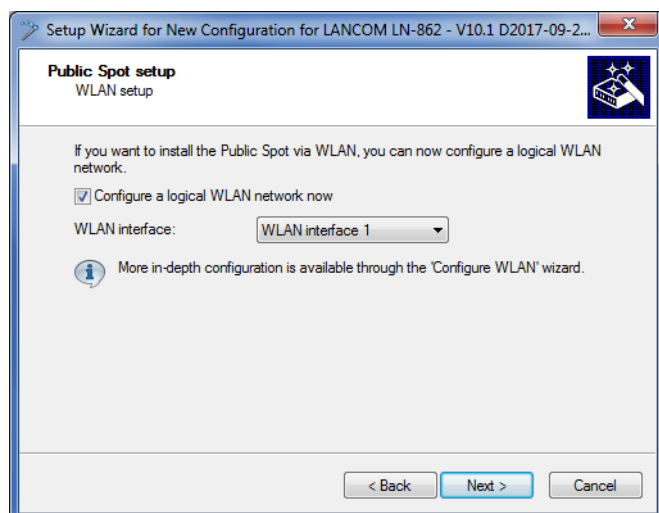 Setup Wizard for New Configuration for LANCOM LN-862 - V10.1 D2017-09-2...
Public Spot setup
WLAN setup
If you want to install the Public Spot via WLAN, you can now configure a logical WLAN
network.
Configure a logical WLAN network now
WLAN interface: WLAN interface 1
More in-depth configuration is available through the 'Configure WLAN' wizard.
< Back Next > Cancel